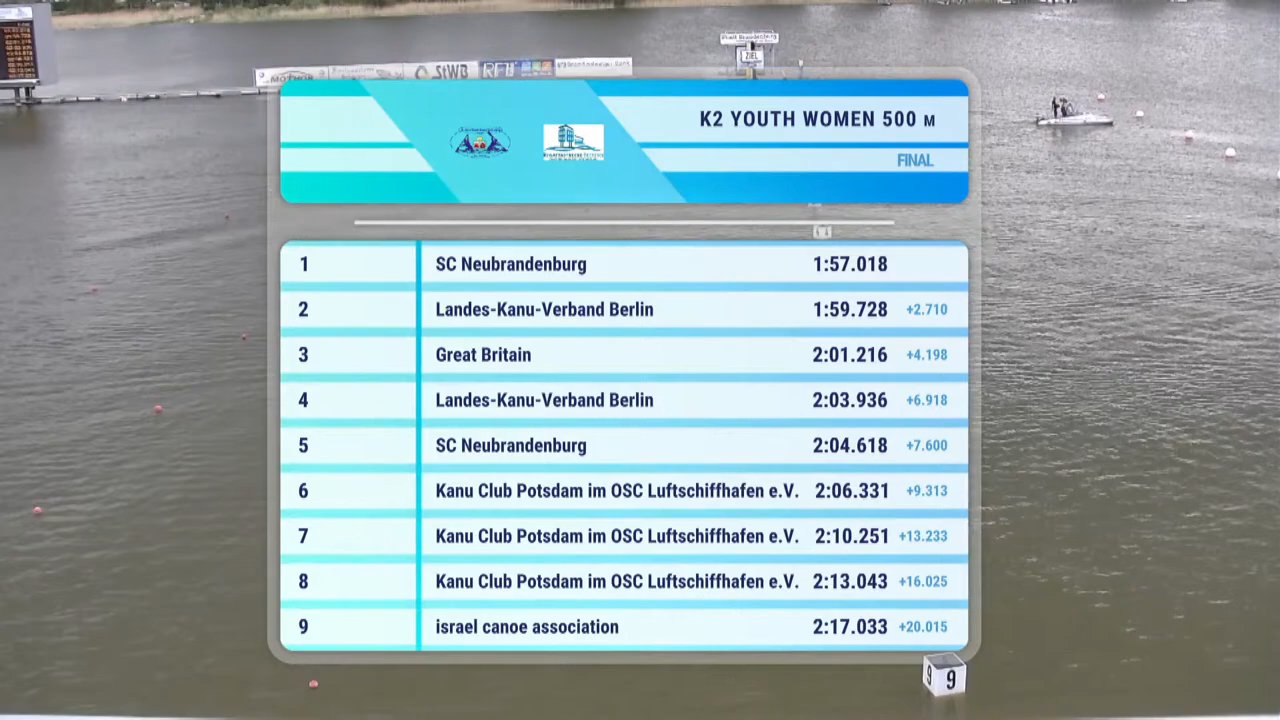 StWB
ZIEL
K2 YOUTH WOMEN 500 M
FINAL
1 SC Neubrandenburg 1:57.018
2 Landes-Kanu-Verband Berlin 1:59.728 +2.710
3 Great Britain 2:01.216 +4.198
4 Landes-Kanu-Verband Berlin 2:03.936 +6.918
5 SC Neubrandenburg 2:04.618 +7.600
6 Kanu Club Potsdam im OSC Luftschiffhafen e.V. 2:06.331 +9.313
7 Kanu Club Potsdam im OSC Luftschiffhafen e.V. 2:10.251 +13.233
8 Kanu Club Potsdam im OSC Luftschiffhafen e.V. 2:13.043 +16.025
9 israel canoe association 2:17.033 +20.015
9 9